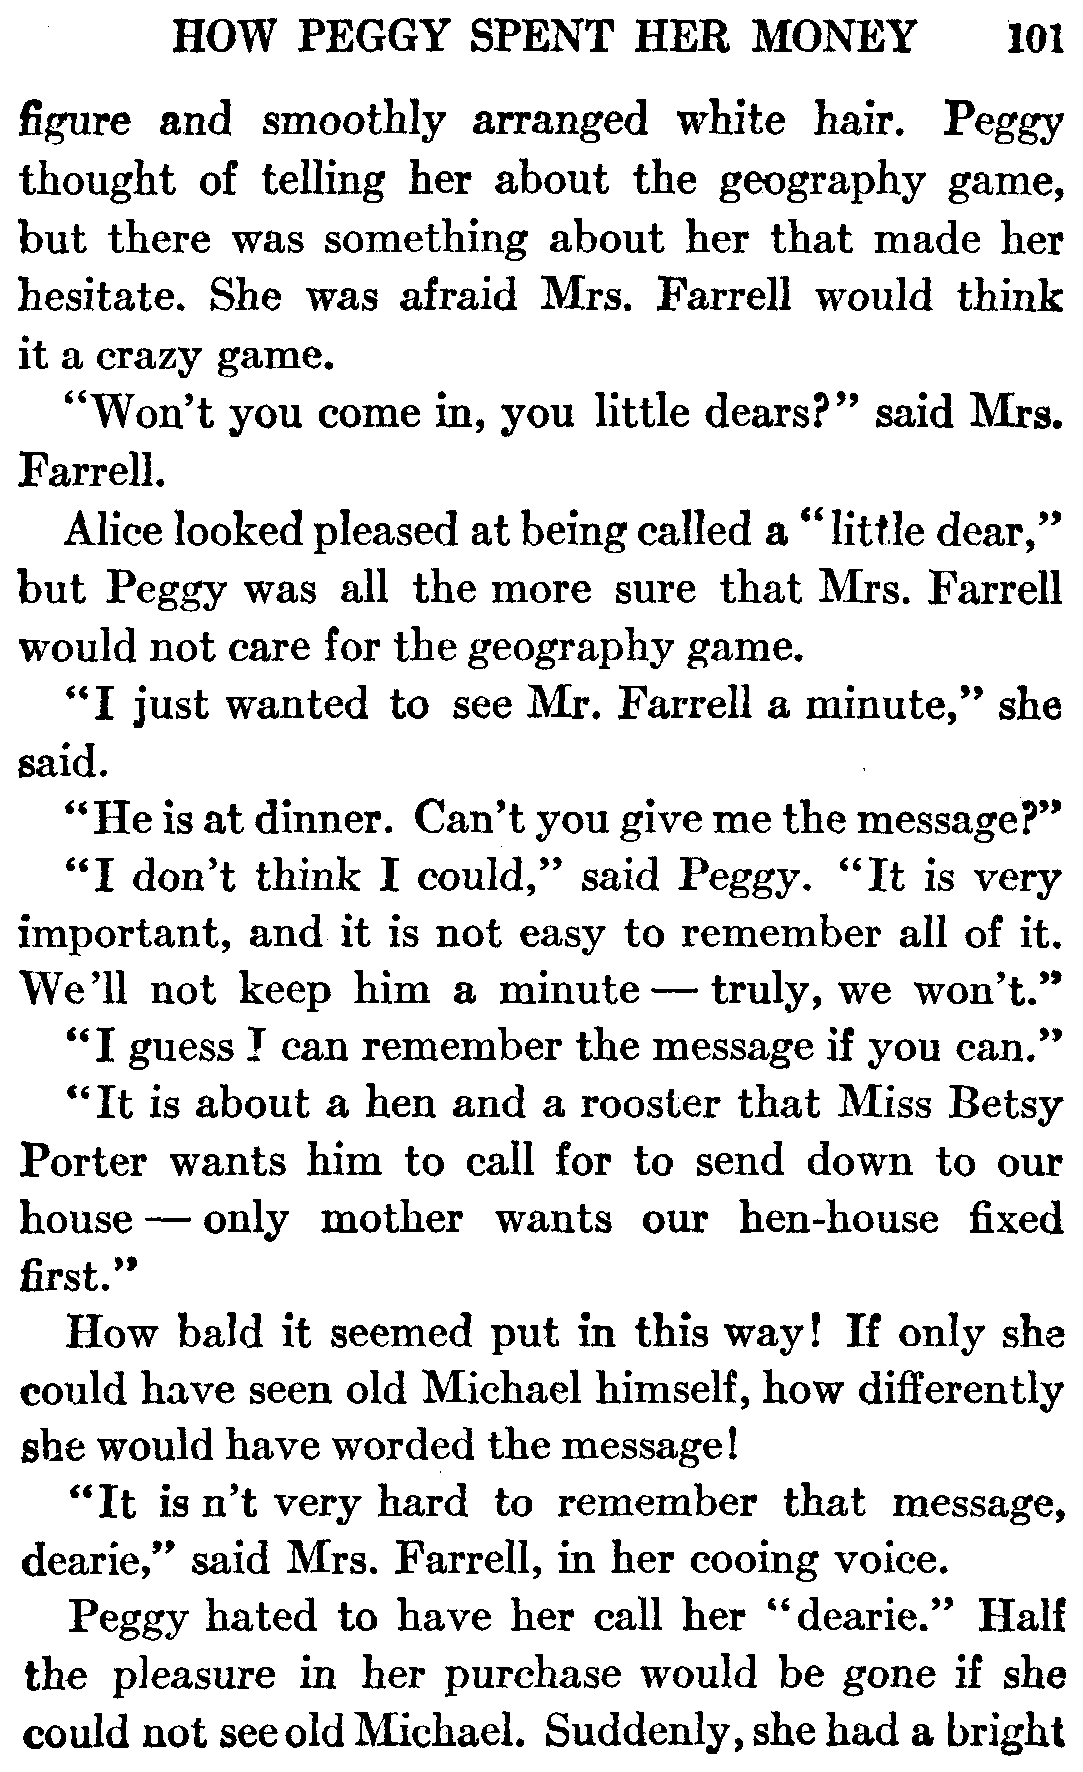 HOW PEGGY SPENT HER MONEY 101
figure and smoothly arranged white hair. Peggy
thought of telling her about the geography game,
but there was something about her that made her
hesitate. She was afraid Mrs. Farrell would think
it a crazy game.
"Won't you come in, you little dears?" said Mrs.
Farrell.
Alice looked pleased at being called a "little dear,"
but Peggy was all the more sure that Mrs. Farrell
would not care for the geography game.
"I just wanted to see Mr. Farrell a minute," she
said.
"He is at dinner. Can't you give me the message?"
"I don't think I could," said Peggy. "It is very
important, and it is not easy to remember all of it.
We'll not keep him a minute — truly, we won't."
"I guess I can remember the message if you can."
"It is about a hen and a rooster that Miss Betsy
Porter wants him to call for to send down to our
house — only mother wants our hen-house fixed
first."
How bald it seemed put in this way! If only she
could have seen old Michael himself, how differently
she would have worded the message!
"It is n't very hard to remember that message,
dearie," said Mrs. Farrell, in her cooing voice.
Peggy hated to have her call her "dearie." Half
the pleasure in her purchase would be gone if she
could not see old Michael. Suddenly, she had a bright